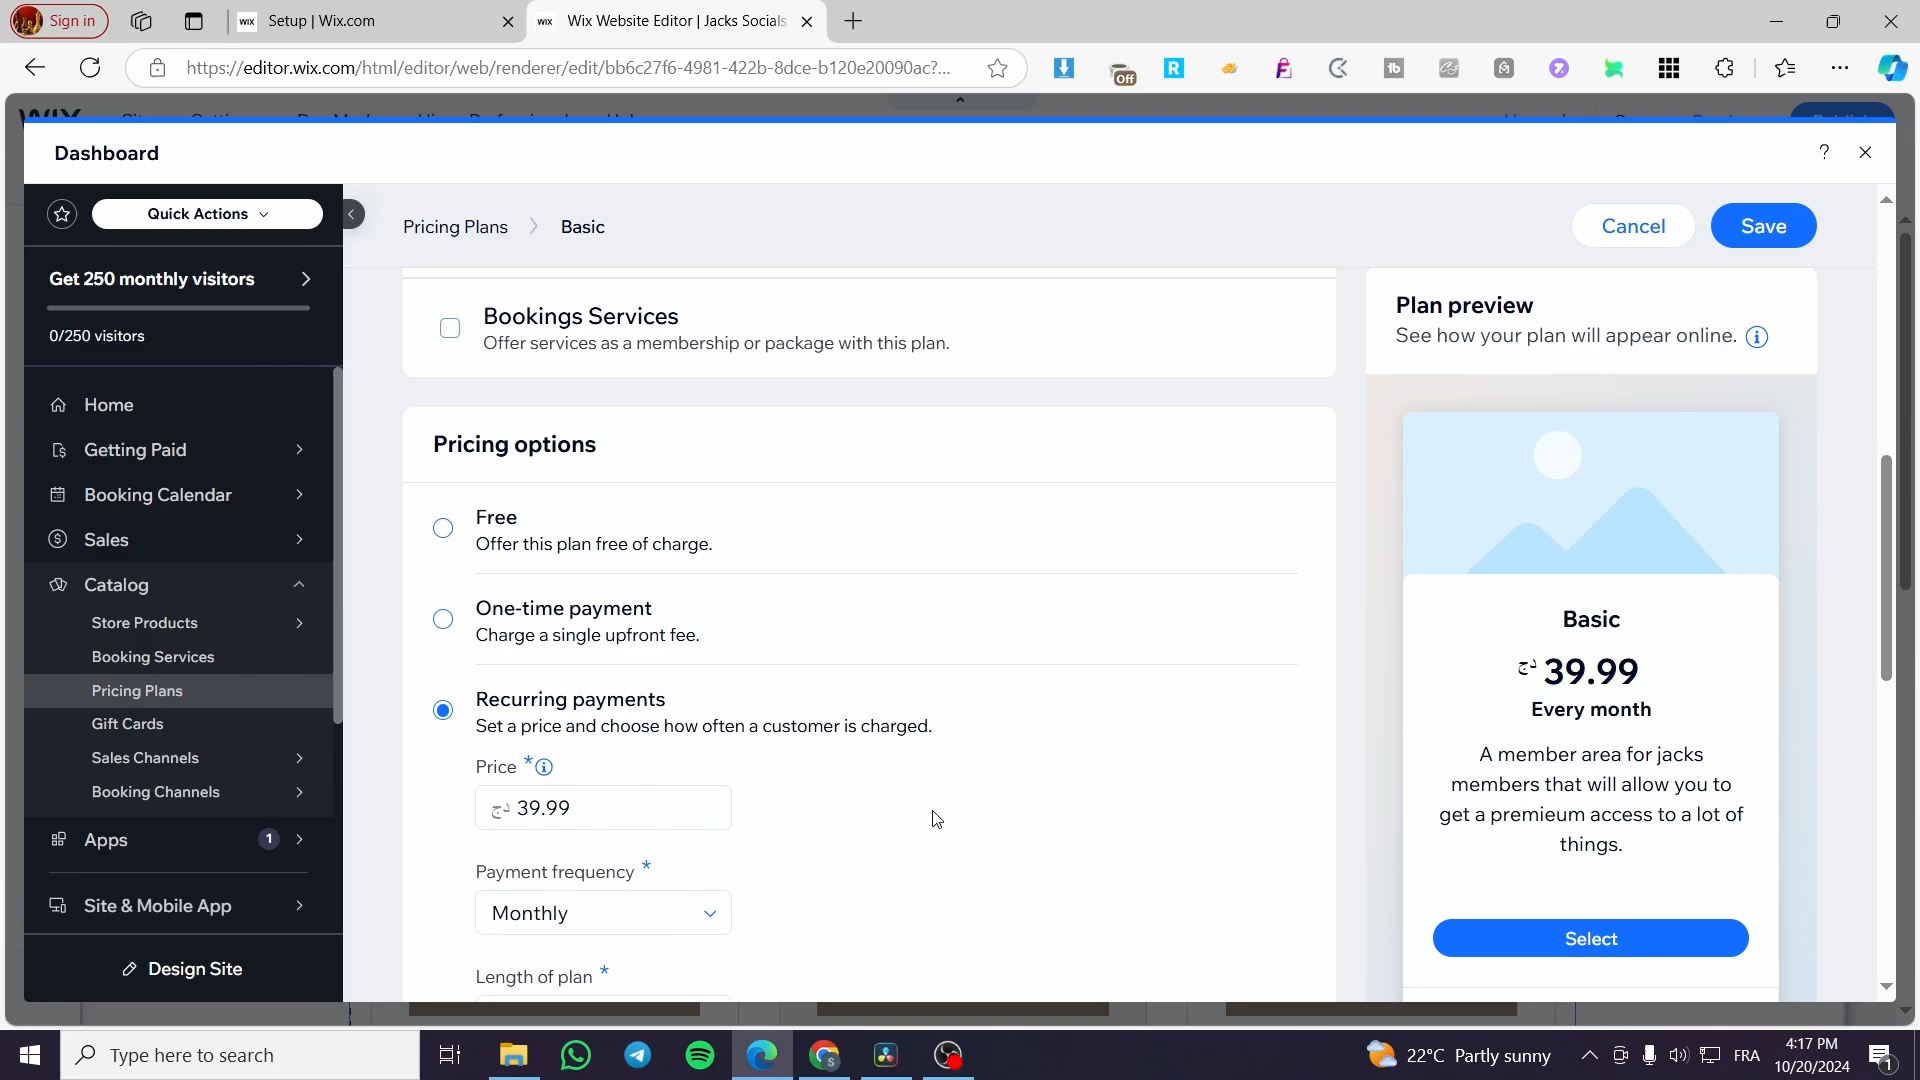 Sign in
Setup | Wix.com
Wix Website Editor | Jacks Socials
https://editor.wix.com/html/editor/web/renderer/edit/bb6c27f6-4981-422b-8dce-b120e20090ac?...
Off
Dashboard
?
Quick Actions
Pricing Plans
Basic
Cancel
Save
Get 250 monthly visitors
0/250 visitors
Home
Getting Paid
Booking Calendar
Sales
Catalog
Store Products
Booking Services
Pricing Plans
Gift Cards
Sales Channels
Booking Channels
Apps
1
Site & Mobile App
Design Site
Bookings Services
Offer services as a membership or package with this plan.
Pricing options
Free
Offer this plan free of charge.
One-time payment
Charge a single upfront fee.
Recurring payments
Set a price and choose how often a customer is charged.
Price *
دج 39.99
Payment frequency *
Monthly
Length of plan *
Plan preview
See how your plan will appear online.
Basic
دج 39.99
Every month
A member area for jacks
members that will allow you to
get a premieum access to a lot of
things.
Select
Type here to search
22°C Partly sunny
FRA
4:17 PM
10/20/2024
1